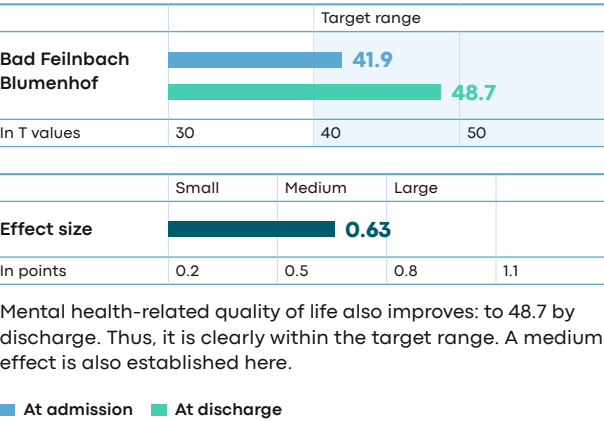 Target range
Bad Feilnbach
Blumenhof
41.9
48.7
In T values 30 40 50
Small Medium Large
Effect size 0.63
In points 0.2 0.5 0.8 1.1
Mental health-related quality of life also improves: to 48.7 by
discharge. Thus, it is clearly within the target range. A medium
effect is also established here.
At admission At discharge